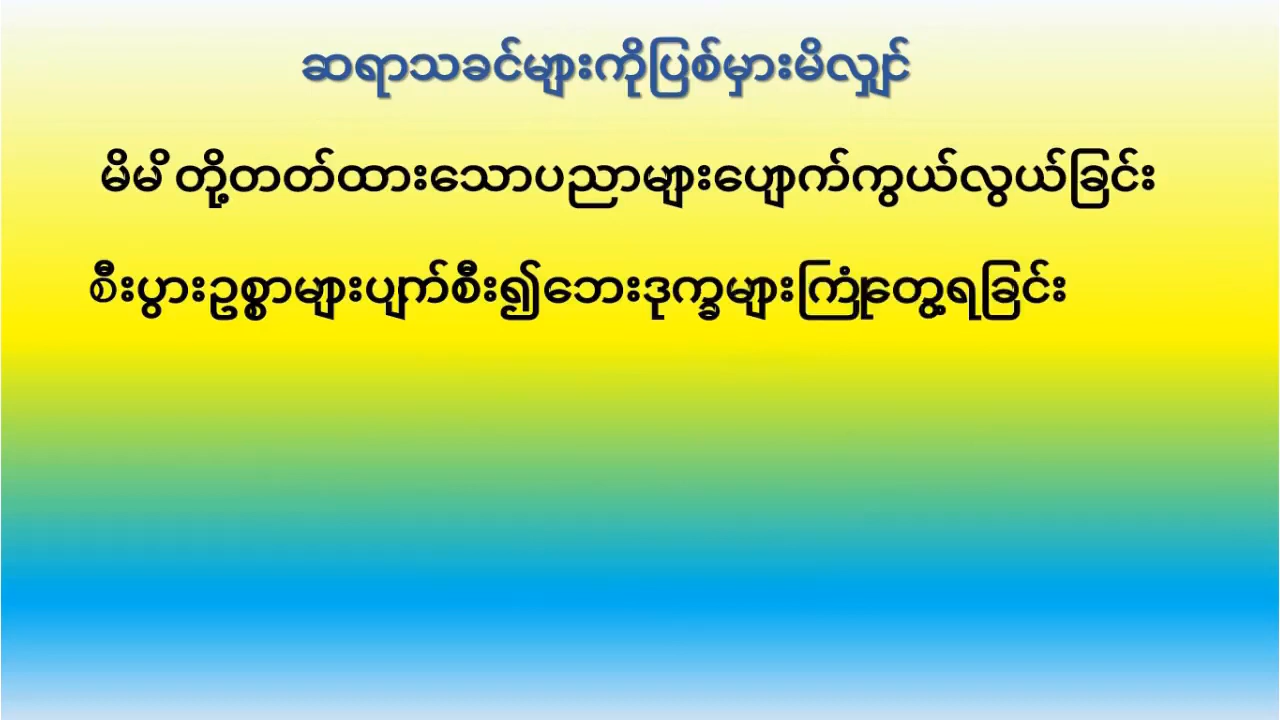 ဆရာသခင်များကိုပြစ်မှားမိလျှင်
မိမိတို့တတ်ထားသောပညာများပျောက်ကွယ်လွယ်ခြင်း
စီးပွားဥစ္စာများပျက်စီး၍ဘေးဒုက္ခများကြုံတွေ့ရခြင်း